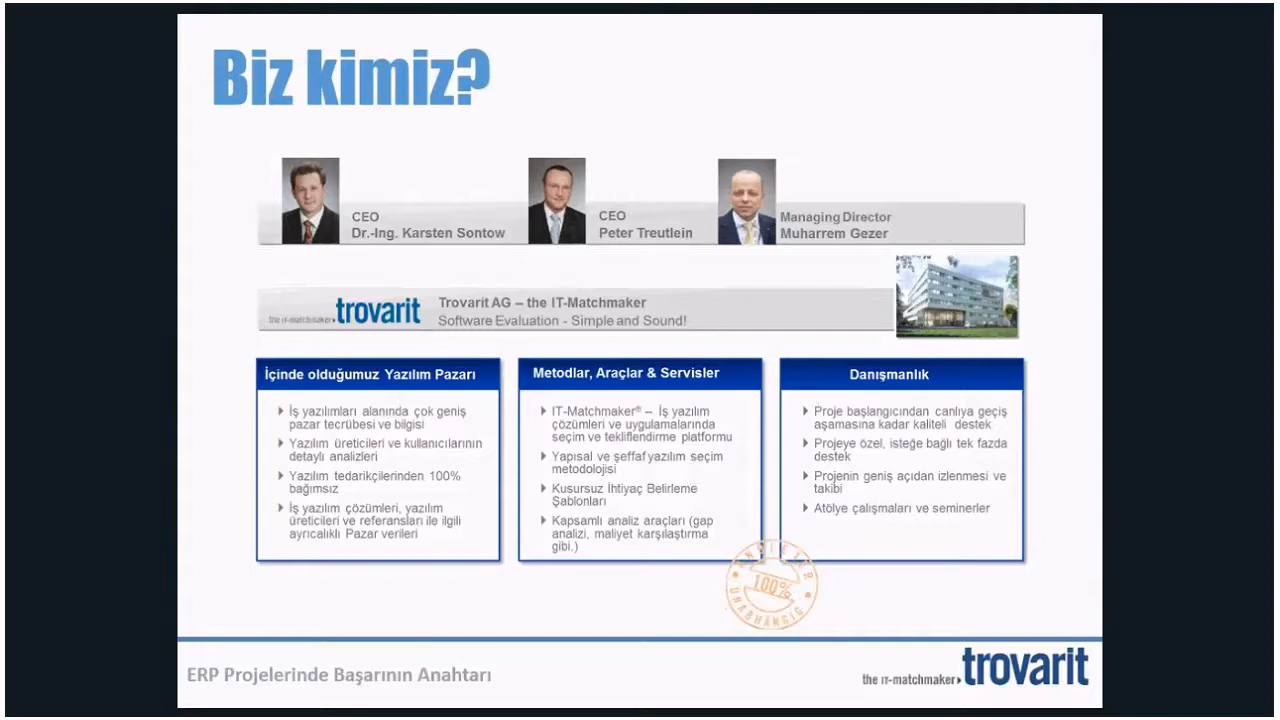 Biz kimiz?
CEO
Dr.-Ing. Karsten Sontow
CEO
Peter Treutlein
Managing Director
Muharrem Gezer
the IT-matchmaker
trovarit
Trovarit AG – the IT-Matchmaker
Software Evaluation - Simple and Sound!
İçinde olduğumuz Yazılım Pazarı
İş yazılımları alanında çok geniş
pazar tecrübesi ve bilgisi
Yazılım üreticileri ve kullanıcılarının
detaylı analizleri
Yazılım tedarikçilerinden 100%
bağımsız
İş yazılım çözümleri, yazılım
üreticileri ve referansları ile ilgili
ayrıcalıklı Pazar verileri
Metodlar, Araçlar & Servisler
IT-Matchmaker® – İş yazılım
çözümleri ve uygulamalarında
seçim ve tekliflendirme platformu
Yapısal ve şeffaf yazılım seçim
metodolojisi
Kusursuz İhtiyaç Belirleme
Şablonları
Kapsamlı analiz araçları (gap
analizi, maliyet karşılaştırma
gibi.)
Danışmanlık
Proje başlangıcından canlıya geçiş
aşamasına kadar kaliteli destek
Projeye özel, isteğe bağlı tek fazda
destek
Projenin geniş açıdan izlenmesi ve
takibi
Atölye çalışmaları ve seminerler
ANBIETER
100%
UNABHÄNGIG
ERP Projelerinde Başarının Anahtarı
the IT-matchmaker
trovarit